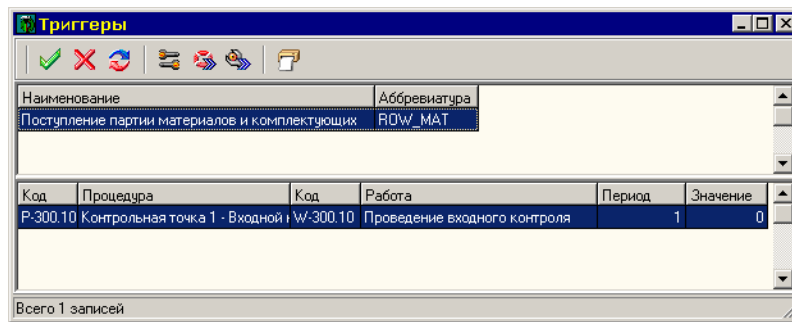 Триггеры
Наименование Аббревиатура
Поступление партии материалов и комплектующих ROW_MAT
Код Процедура Код Работа Период Значение
P-300.10 Контрольная точка 1 - Входной W-300.10 Проведение входного контроля 1 0
Всего 1 записей